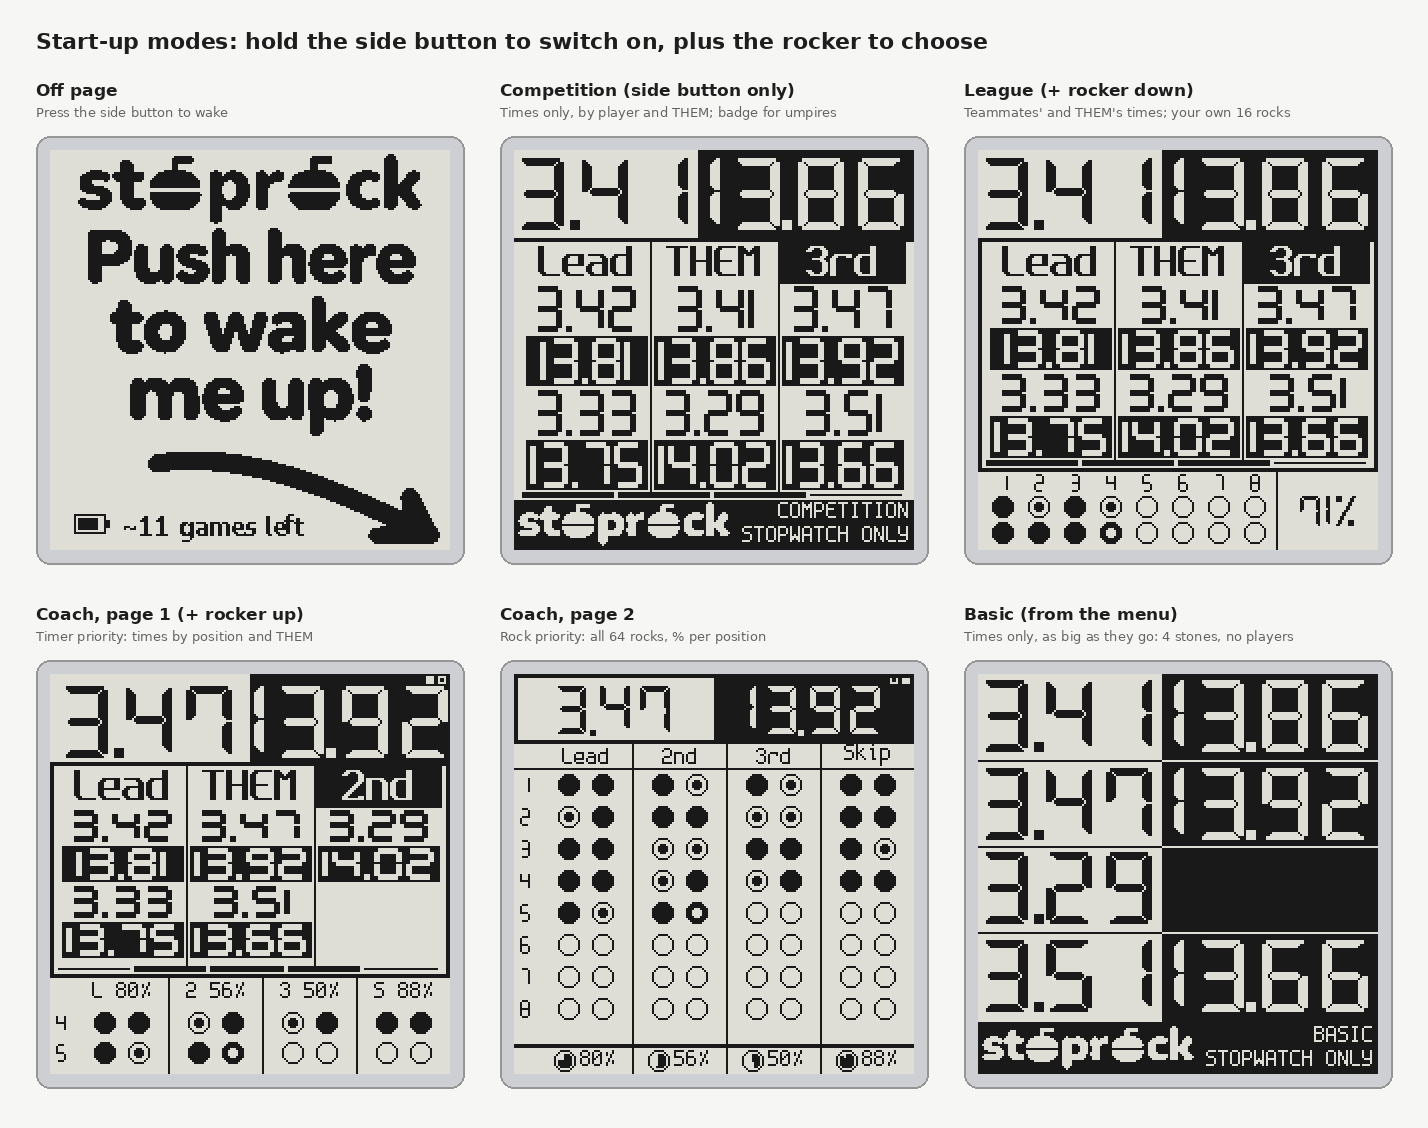 Start-up modes: hold the side button to switch on, plus the rocker to choose
Off page
Press the side button to wake
stoprock
Push here
to wake
me up!
~11 games left
Competition (side button only)
Times only, by player and THEM; badge for umpires
3.41 13.86
Lead THEM 3rd
3.42 3.41 3.47
13.81 13.86 13.92
3.33 3.29 3.51
13.75 14.02 13.66
stoprock COMPETITION
STOPWATCH ONLY
League (+ rocker down)
Teammates' and THEM's times; your own 16 rocks
3.41 13.86
Lead THEM 3rd
3.42 3.41 3.47
13.81 13.86 13.92
3.33 3.29 3.51
13.75 14.02 13.66
1 2 3 4 5 6 7 8
71%
Coach, page 1 (+ rocker up)
Timer priority: times by position and THEM
3.47 13.92
Lead THEM 2nd
3.42 3.47 3.29
13.81 13.92 14.02
3.33 3.51
13.75 13.66
L 80% 2 56% 3 50% S 88%
4
5
Coach, page 2
Rock priority: all 64 rocks, % per position
3.47 13.92
Lead 2nd 3rd Skip
1
2
3
4
5
6
7
8
80% 56% 50% 88%
Basic (from the menu)
Times only, as big as they go: 4 stones, no players
3.41 13.86
3.47 13.92
3.29
3.51 13.66
stoprock BASIC
STOPWATCH ONLY